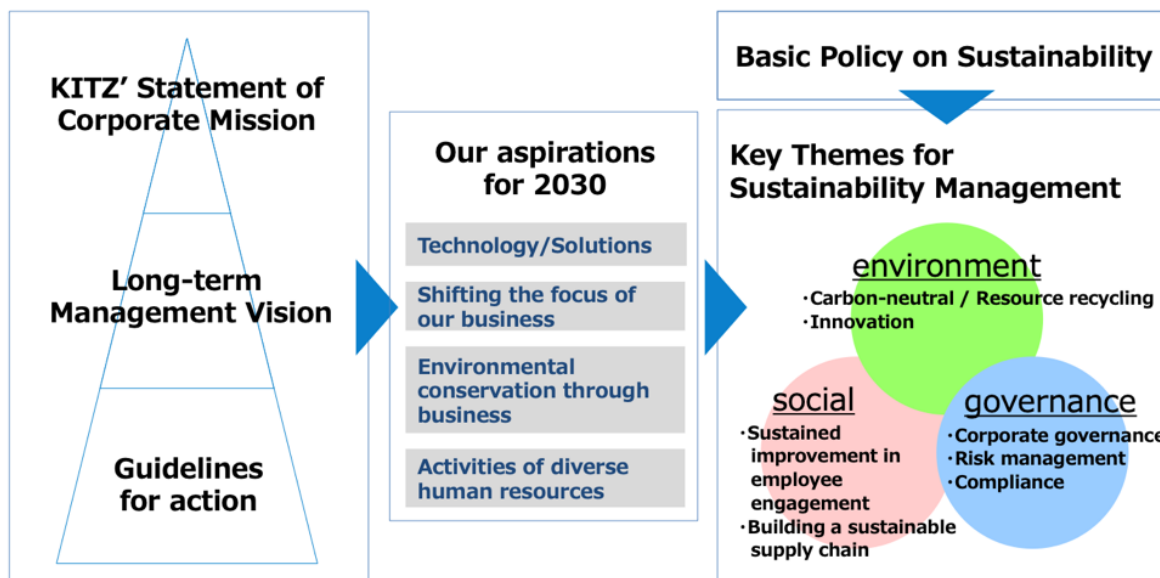 KITZ’ Statement of
Corporate Mission
Long-term
Management Vision
Guidelines
for action
Our aspirations
for 2030
Technology/Solutions
Shifting the focus of
our business
Environmental
conservation through
business
Activities of diverse
human resources
Basic Policy on Sustainability
Key Themes for
Sustainability Management
environment
・Carbon-neutral / Resource recycling
・Innovation
social
・Sustained
improvement in
employee
engagement
・Building a sustainable
supply chain
governance
・Corporate governance
・Risk management
・Compliance